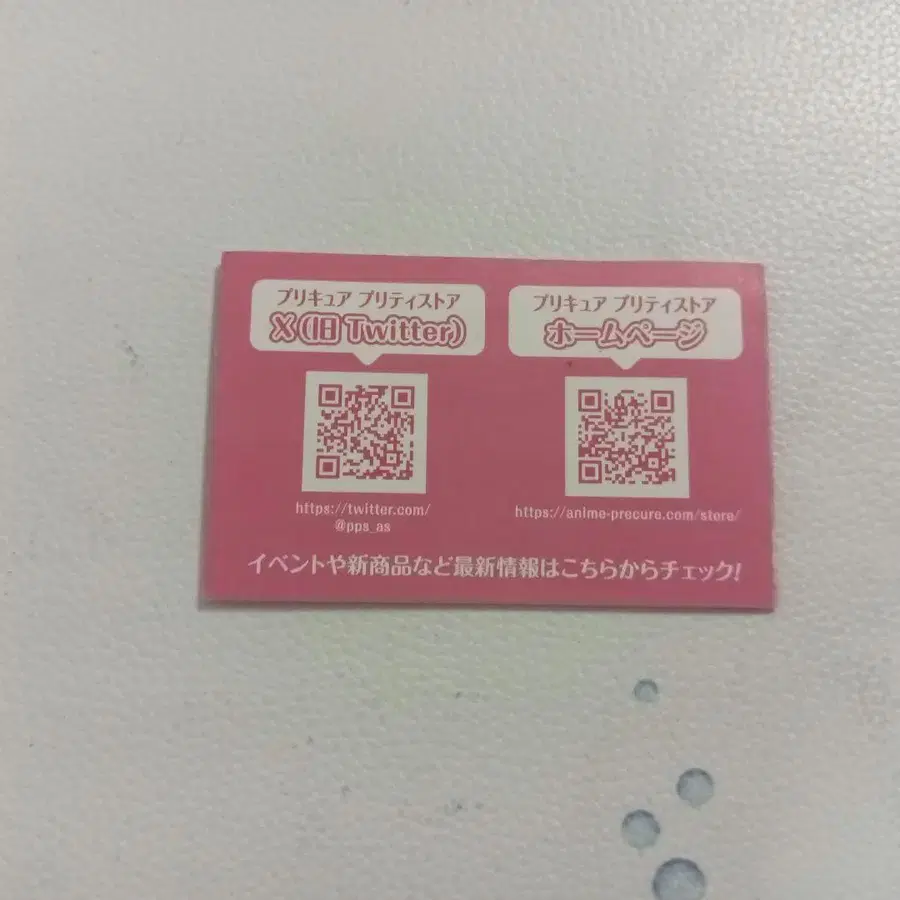 プリキュア プリティストア
X(旧 Twitter)
https://twitter.com/
@pps_as
プリキュア プリティストア
ホームページ
https://anime-precure.com/store/
イベントや新商品など最新情報はこちらからチェック!